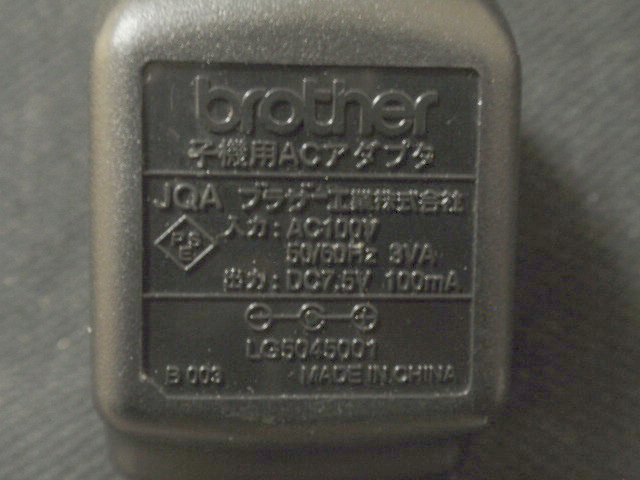 brother
子機用ACアダプタ
JQA ブラザー工業株式会社
PSE 入力:AC100V
50/60Hz 3VA
出力:DC7.5V 100mA
LG5045001
B 003 MADE IN CHINA